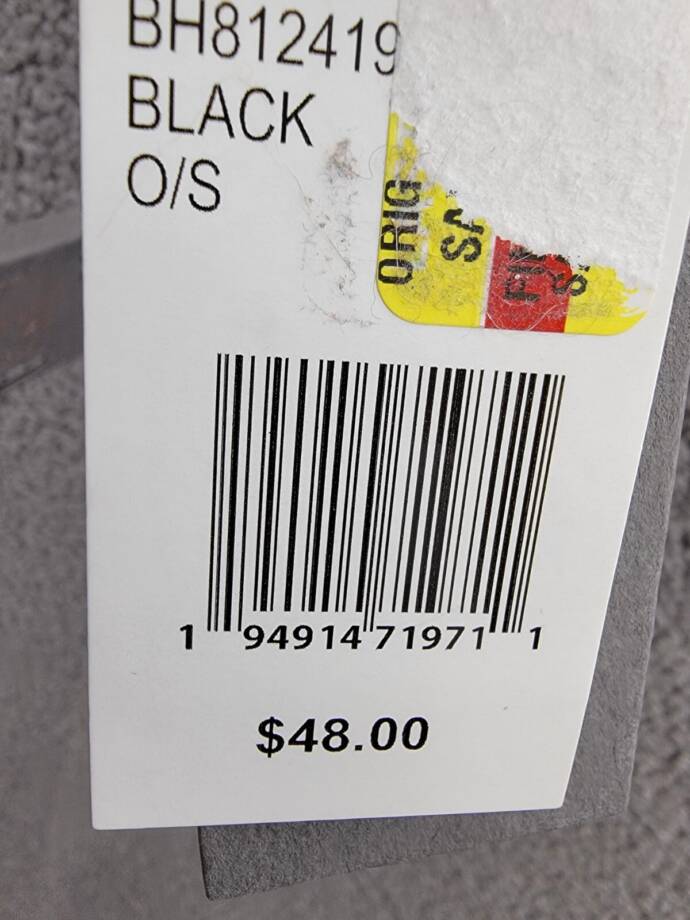 BH812419
BLACK
O/S
ORIG
1 94914 71971 1
$48.00